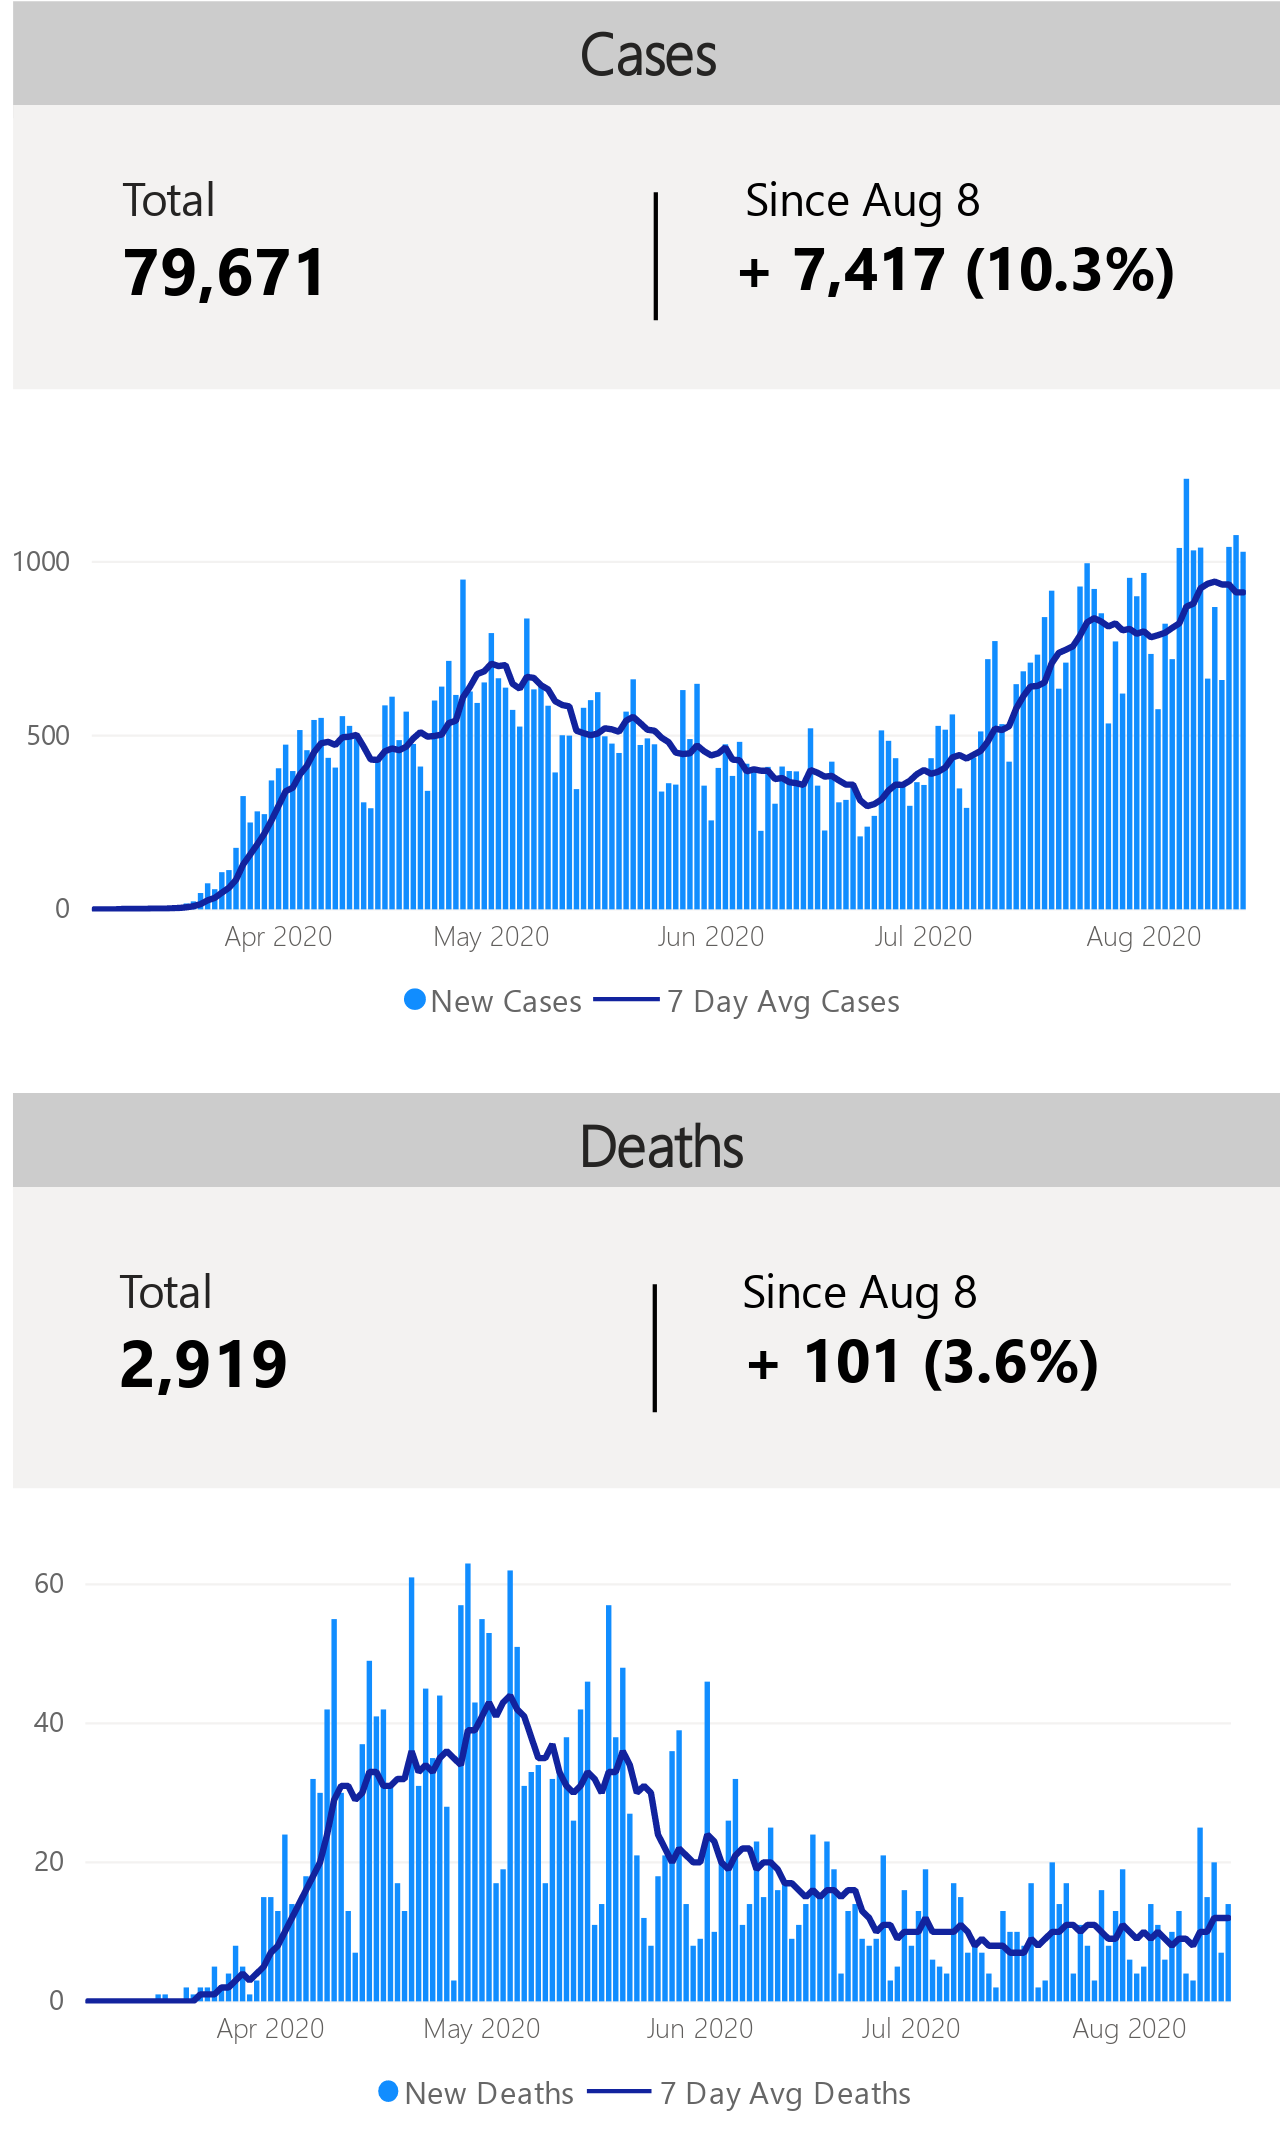 Cases
Total
Since Aug 8
79,671
+ 7,417 (10.3%)
1000
500
0
Apr 2020
May 2020
Jun 2020
Jul 2020
Aug 2020
New Cases
7 Day Avg Cases
Deaths
Total
Since Aug 8
2,919
+ 101 (3.6%)
60
40
20
0
Apr 2020
May 2020
Jun 2020
Jul 2020
Aug 2020
New Deaths
7 Day Avg Deaths